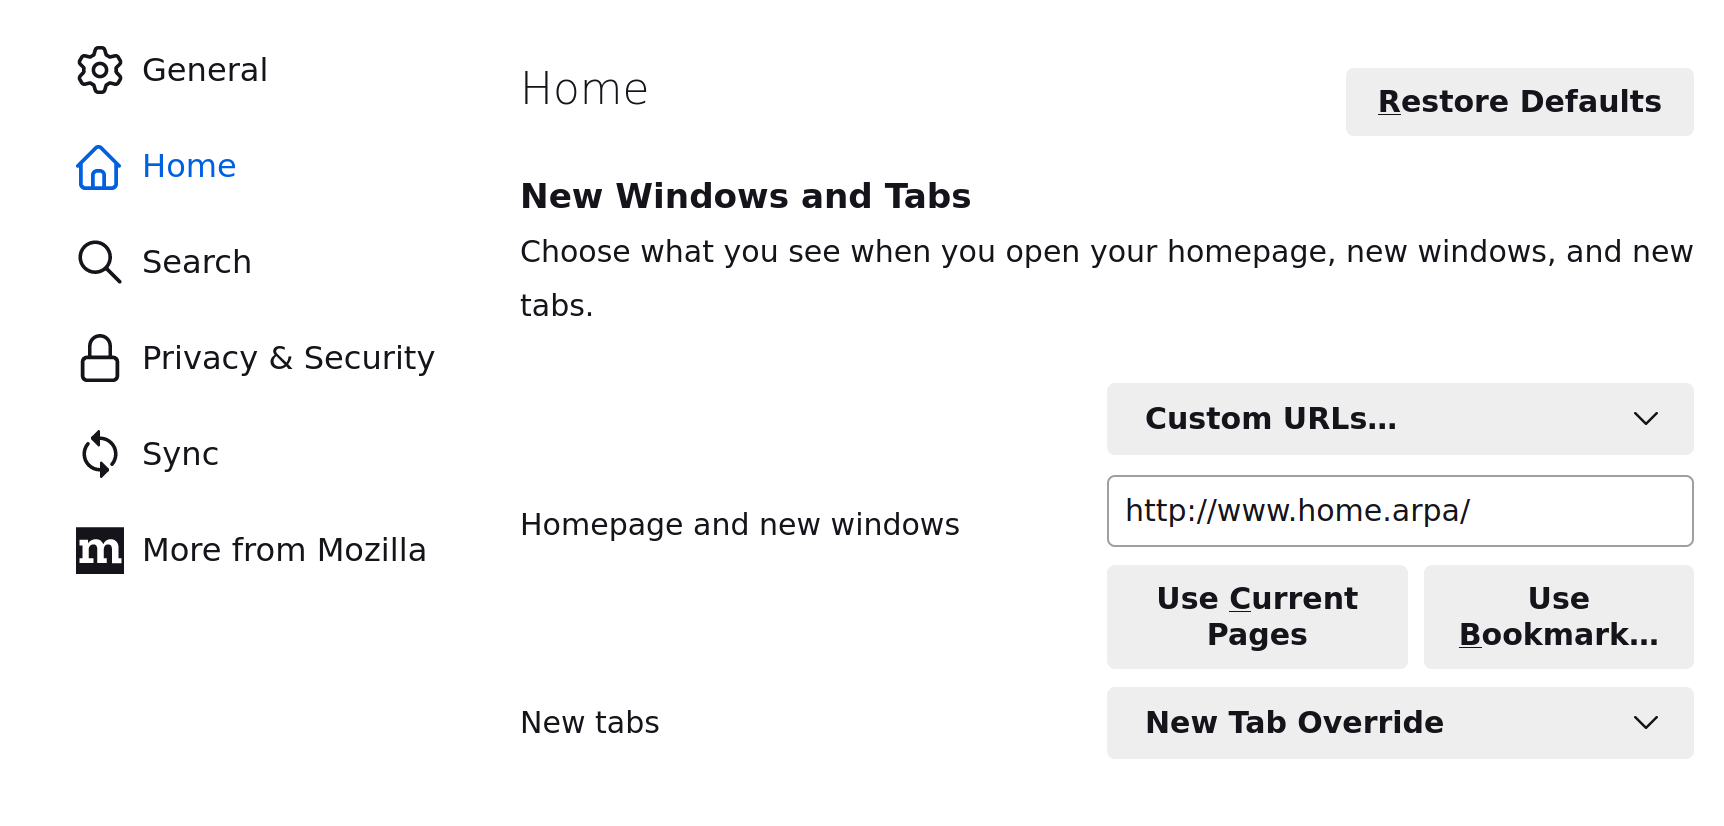 General
Home
Search
Privacy & Security
Sync
m
More from Mozilla
Home
Restore Defaults
New Windows and Tabs
Choose what you see when you open your homepage, new windows, and new
tabs.
Homepage and new windows
Custom URLs…
http://www.home.arpa/
Use Current
Pages
Use
Bookmark…
New tabs
New Tab Override